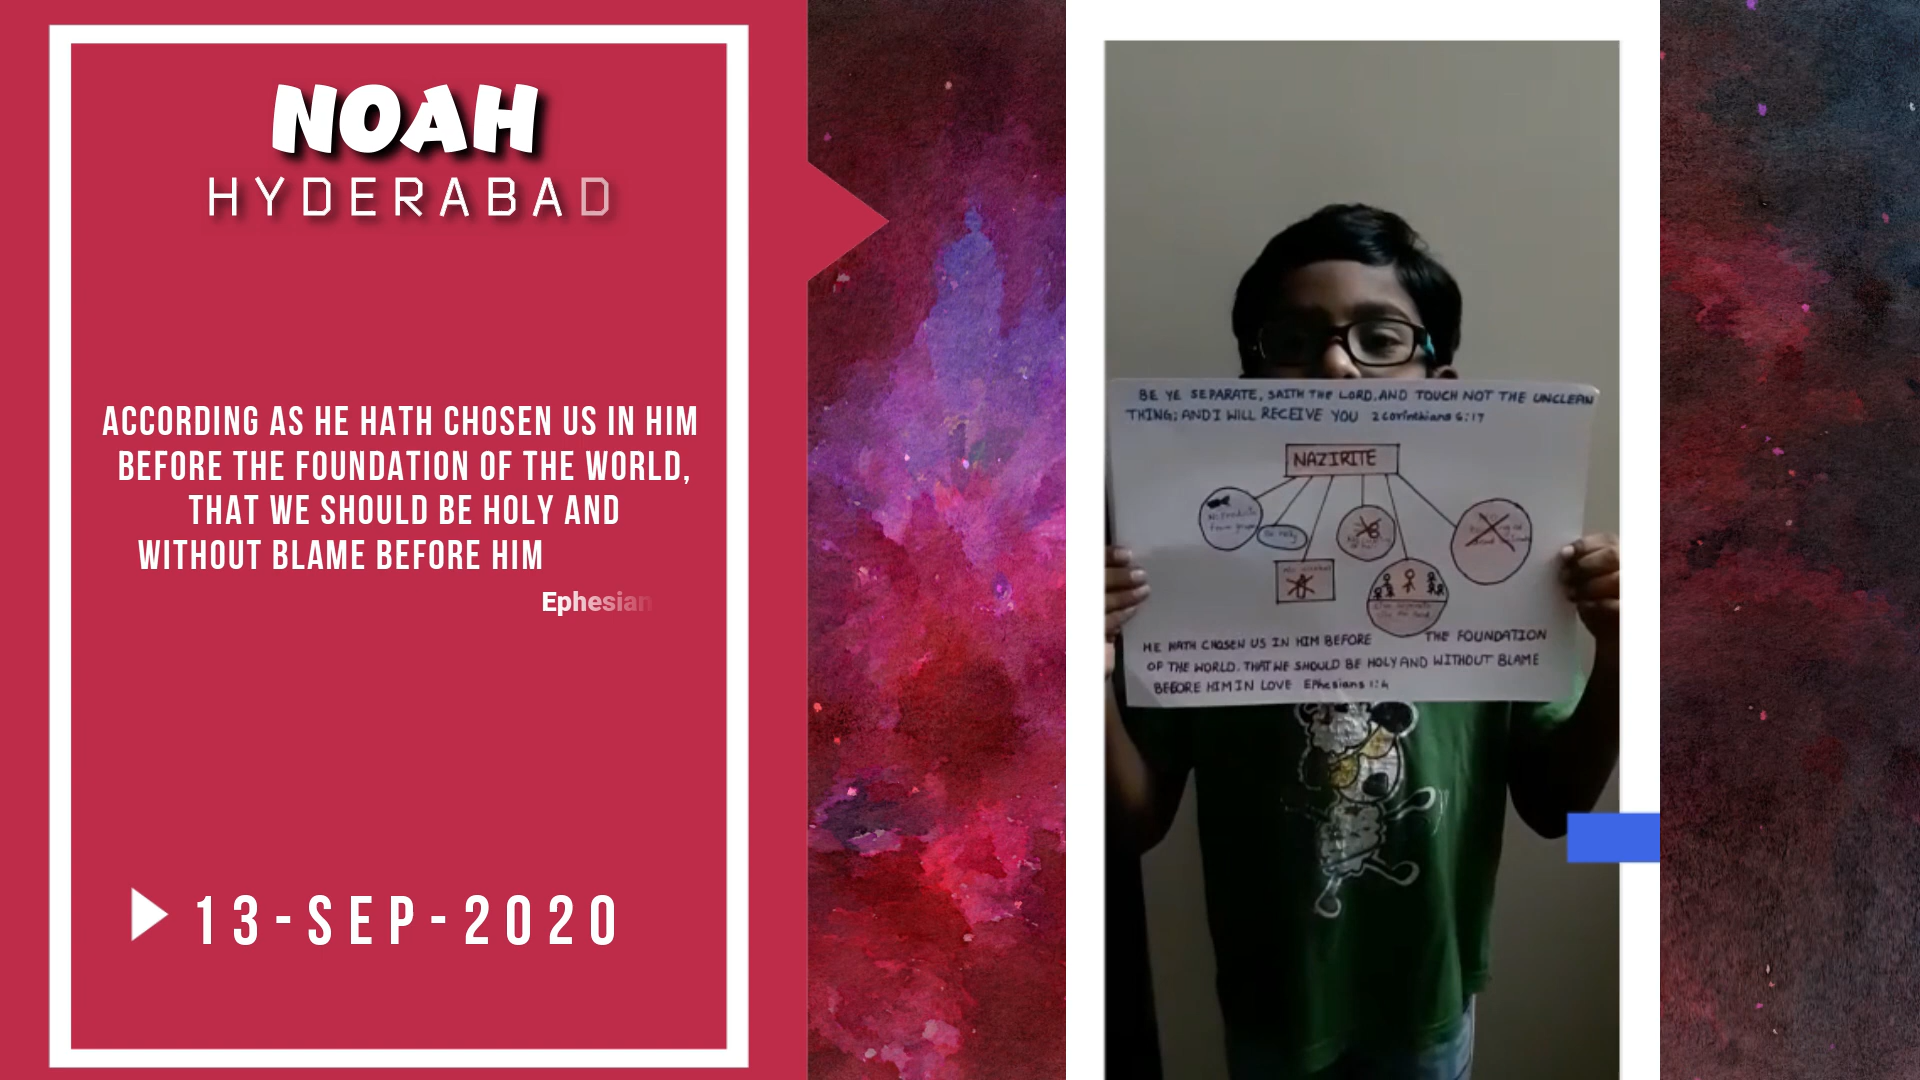 NOAH
HYDERABAD
ACCORDING AS HE HATH CHOSEN US IN HIM
BEFORE THE FOUNDATION OF THE WORLD,
THAT WE SHOULD BE HOLY AND
WITHOUT BLAME BEFORE HIM
Ephesian
13-SEP-2020
BE YE SEPARATE, SAITH THE LORD, AND TOUCH NOT THE UNCLEAN
THING; AND I WILL RECEIVE YOU 2 Corinthians 6:17
NAZIRITE
HE HATH CHOSEN US IN HIM BEFORE THE FOUNDATION
OF THE WORLD. THAT WE SHOULD BE HOLY AND WITHOUT BLAME
BEFORE HIM IN LOVE Ephesians 1:4